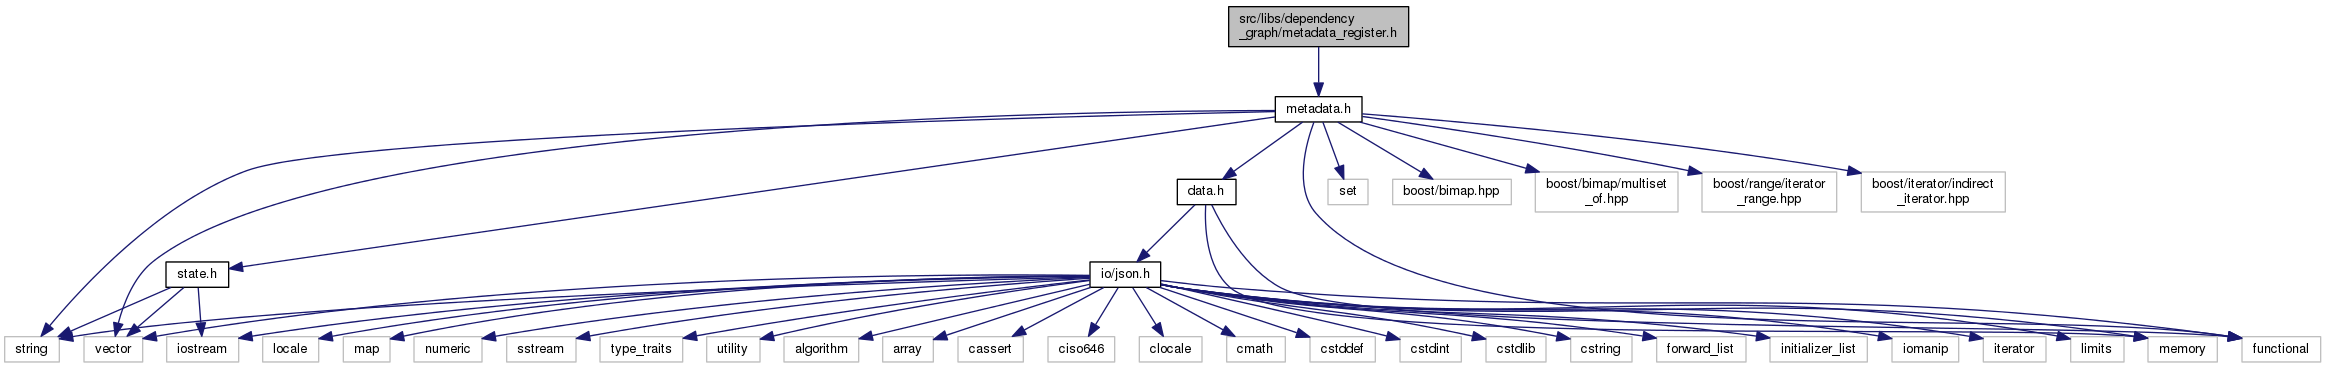 src/libs/dependency
_graph/metadata_register.h
metadata.h
data.h
set
boost/bimap.hpp
boost/bimap/multiset
_of.hpp
boost/range/iterator
_range.hpp
boost/iterator/indirect
_iterator.hpp
state.h
io/json.h
string
vector
iostream
locale
map
numeric
sstream
type_traits
utility
algorithm
array
cassert
ciso646
clocale
cmath
cstddef
cstdint
cstdlib
cstring
forward_list
initializer_list
iomanip
iterator
limits
memory
functional